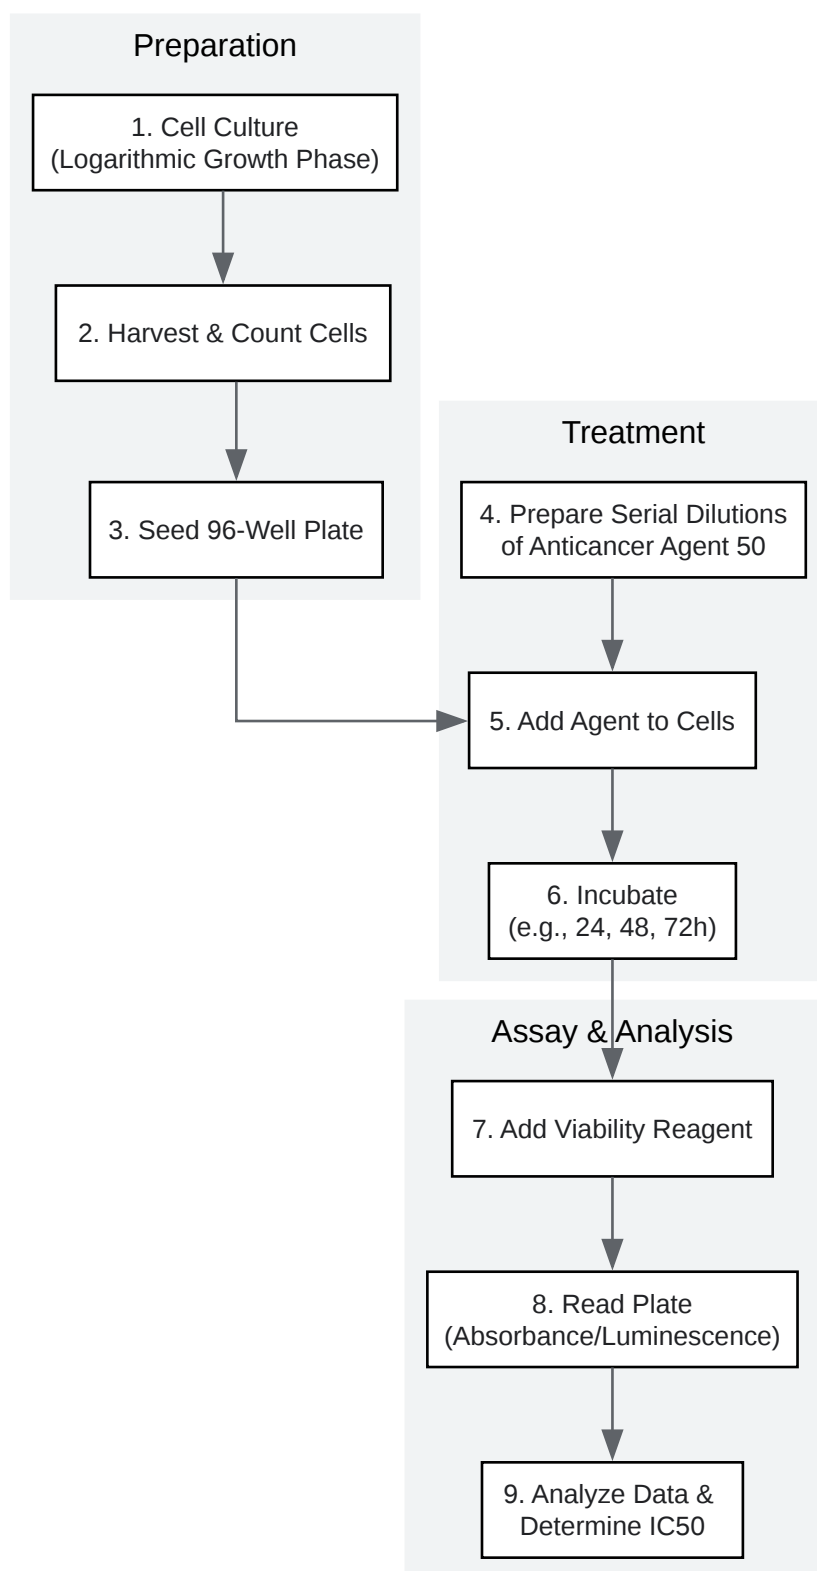 Preparation
1. Cell Culture
(Logarithmic Growth Phase)
2. Harvest & Count Cells
3. Seed 96-Well Plate
Treatment
4. Prepare Serial Dilutions
of Anticancer Agent 50
5. Add Agent to Cells
6. Incubate
(e.g., 24, 48, 72h)
Assay & Analysis
7. Add Viability Reagent
8. Read Plate
(Absorbance/Luminescence)
9. Analyze Data &
Determine IC50